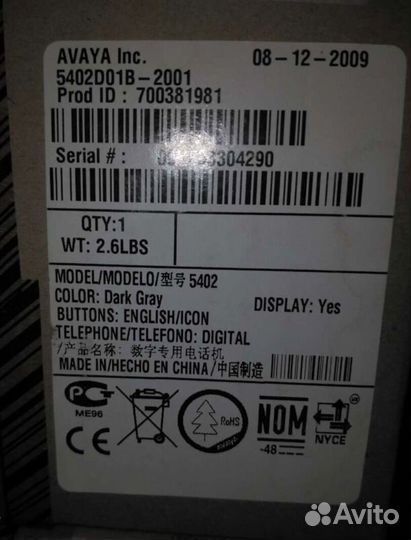 AVAYA Inc. 08-12-2009
5402D01B-2001
Prod ID : 700381981
Serial # : 3304290
QTY:1
WT: 2.6LBS
MODEL/MODELO/型号 5402
COLOR: Dark Gray DISPLAY: Yes
BUTTONS: ENGLISH/ICON
TELEPHONE/TELEFONO: DIGITAL
/产品名称: 数字专用电话机
MADE IN/HECHO EN CHINA/中国制造
ME96
RoHS
NOM
-48
NYCE
CE
Avito